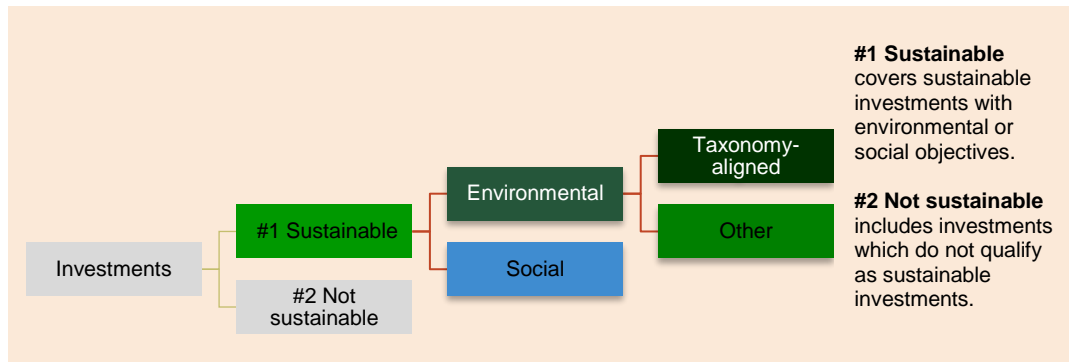 Investments
#1 Sustainable
#2 Not
sustainable
Environmental
Social
Taxonomy-
aligned
Other
#1 Sustainable
covers sustainable
investments with
environmental or
social objectives.
#2 Not sustainable
includes investments
which do not qualify
as sustainable
investments.